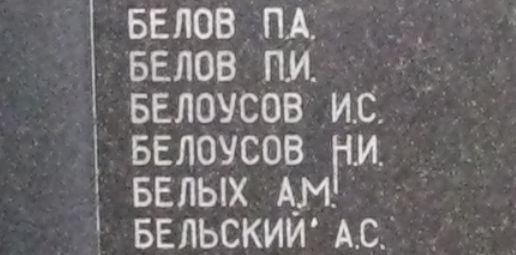 БЕЛОВ П.А.
БЕЛОВ П.И.
БЕЛОУСОВ И.С.
БЕЛОУСОВ Н.И.
БЕЛЫХ А.М.
БЕЛЬСКИЙ А.С.